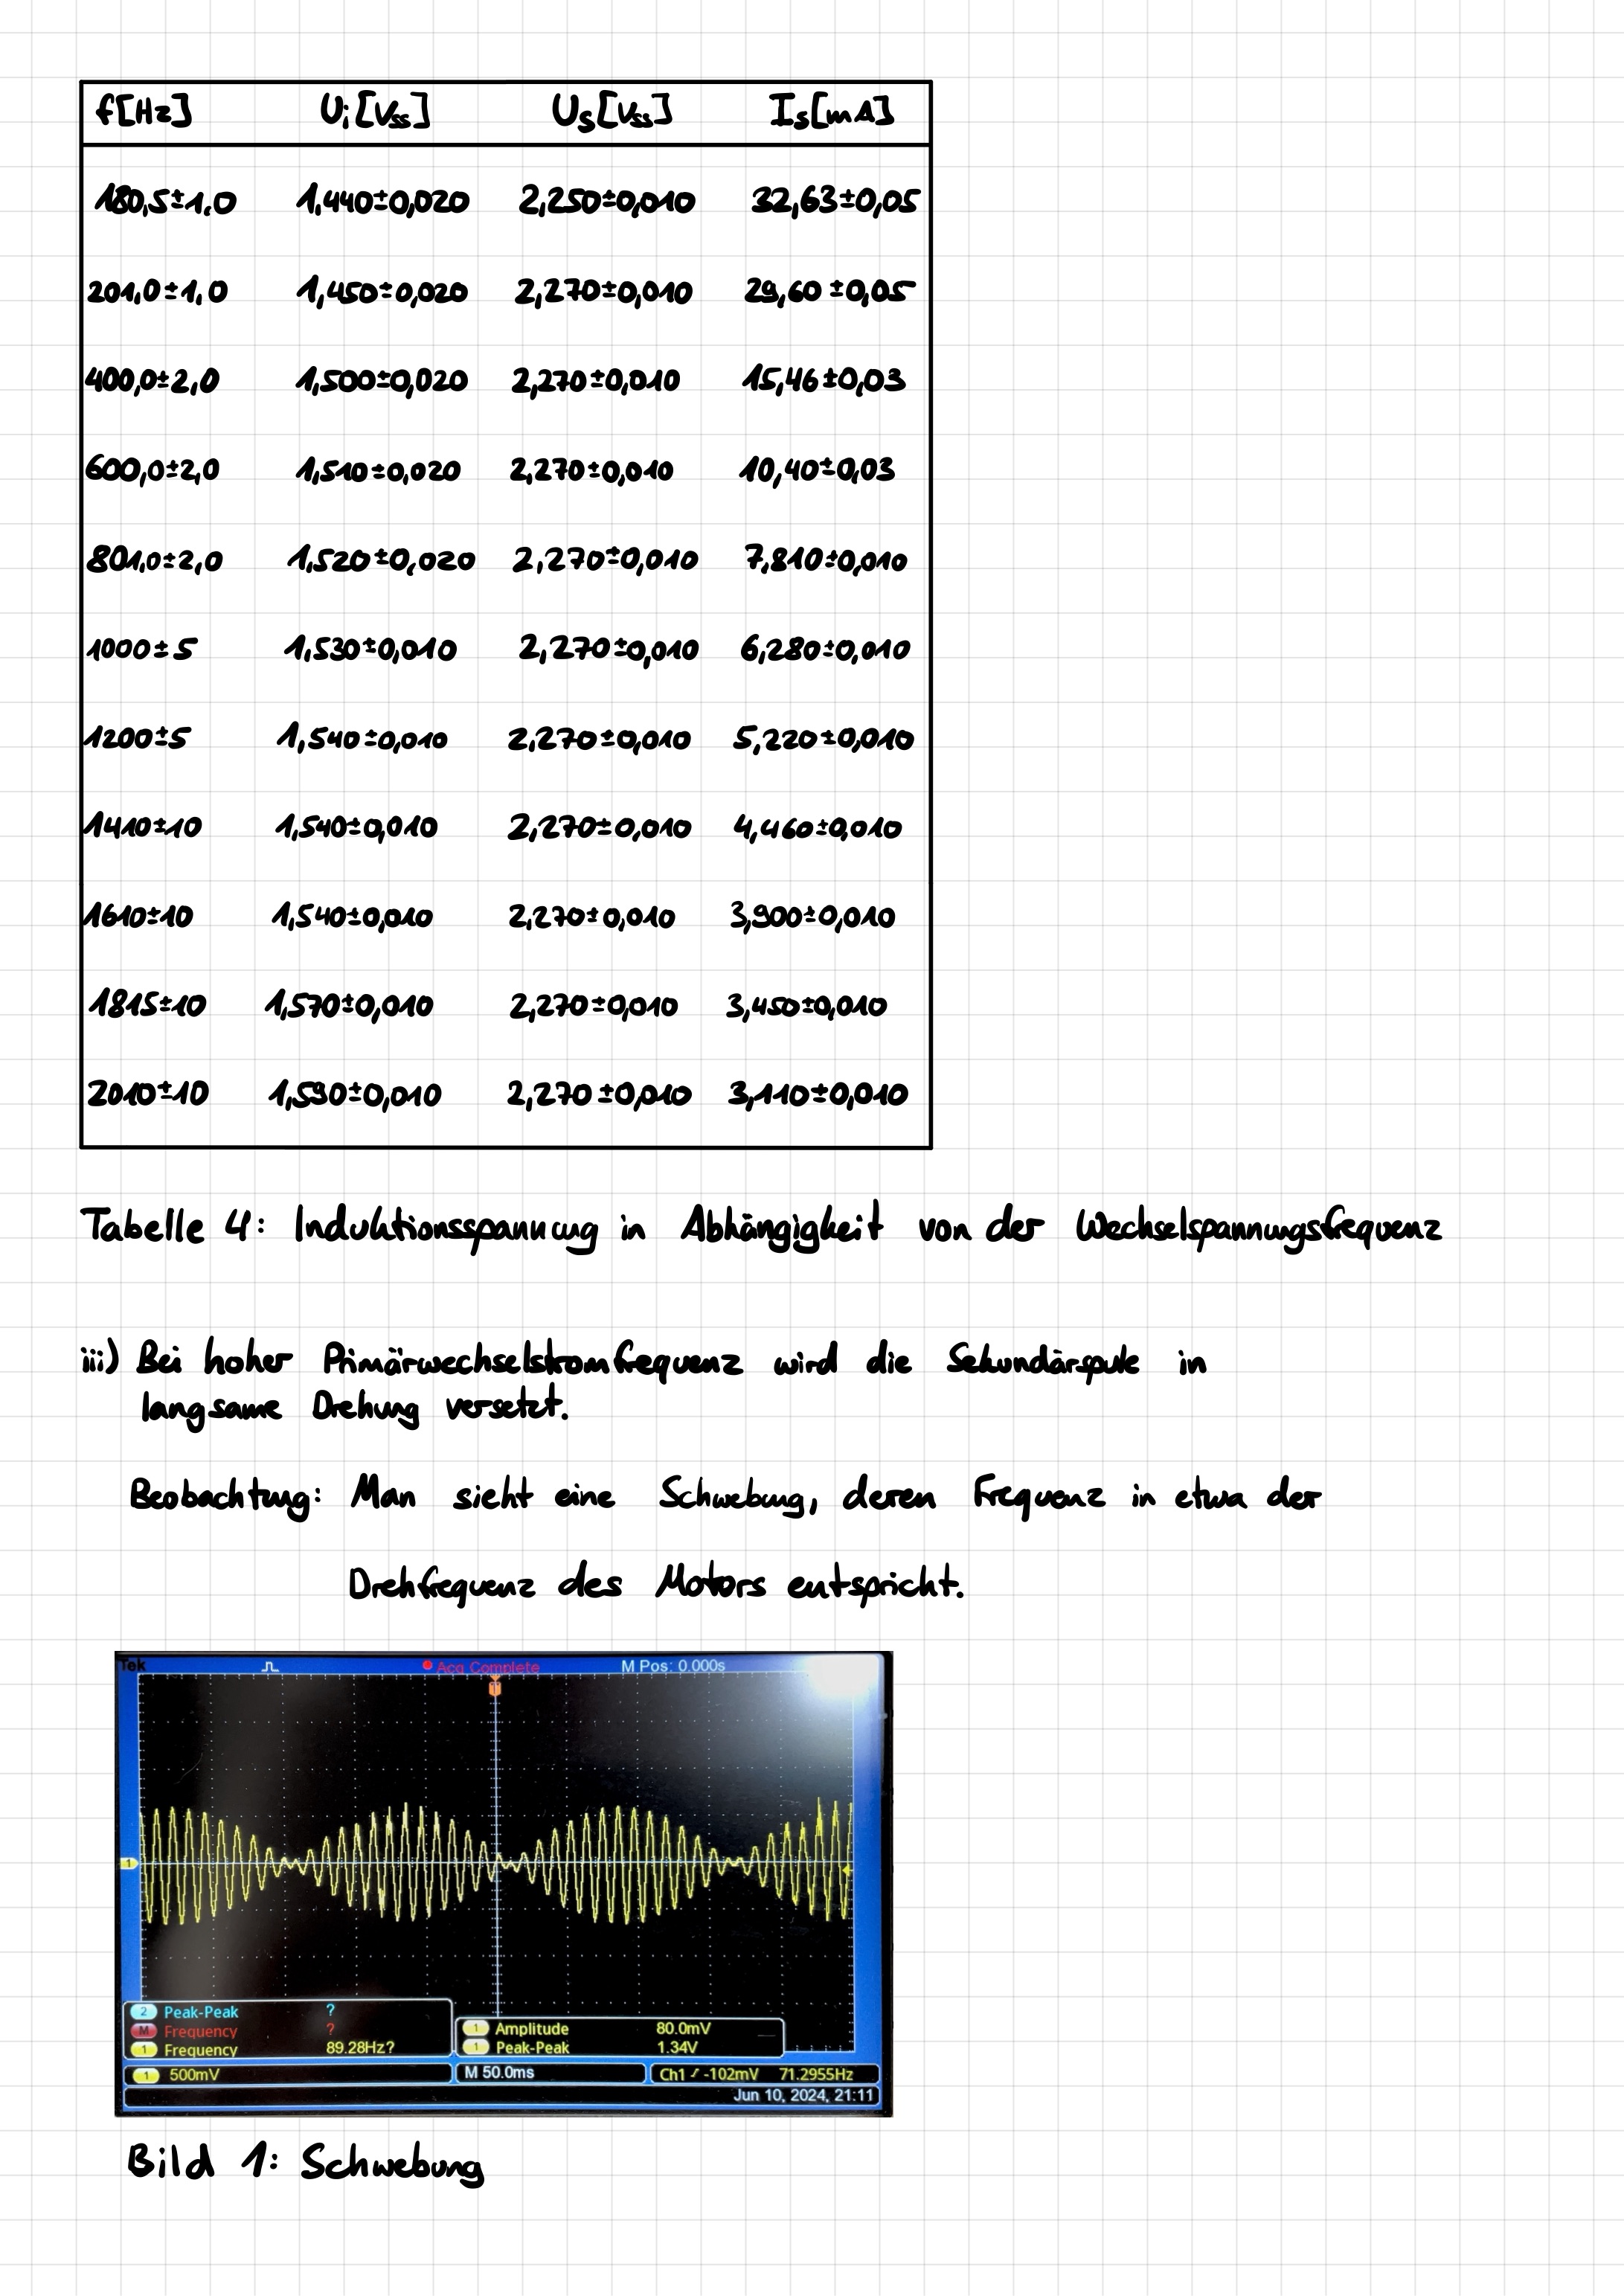 f[Hz] Ui[Vss] Us[Vss] Is[mA]
180,5±1,0 1,440±0,020 2,250±0,010 32,63±0,05
201,0±1,0 1,450±0,020 2,270±0,010 29,60±0,05
400,0±2,0 1,500±0,020 2,270±0,010 15,46±0,03
600,0±2,0 1,510±0,020 2,270±0,010 10,40±0,03
801,0±2,0 1,520±0,020 2,270±0,010 7,810±0,010
1000±5 1,530±0,010 2,270±0,010 6,280±0,010
1200±5 1,540±0,010 2,270±0,010 5,220±0,010
1410±10 1,540±0,010 2,270±0,010 4,460±0,010
1610±10 1,540±0,010 2,270±0,010 3,900±0,010
1815±10 1,570±0,010 2,270±0,010 3,450±0,010
2010±10 1,590±0,010 2,270±0,010 3,110±0,010
Tabelle 4: Induktionsspannung in Abhängigkeit von der Wechselspannungsfrequenz
iii) Bei hoher Primärwechselstromfrequenz wird die Sekundärspule in
langsame Drehung versetzt.
Beobachtung: Man sieht eine Schwebung, deren Frequenz in etwa der
Drehfrequenz des Motors entspricht.
Tek Acq Complete M Pos: 0.000s
1
2 Peak-Peak ?
M Frequency ?
1 Frequency 89.28Hz?
1 Amplitude 80.0mV
1 Peak-Peak 1.34V
1 500mV M 50.0ms Ch1 -102mV 71.2955Hz
Jun 10, 2024, 21:11
Bild 1: Schwebung